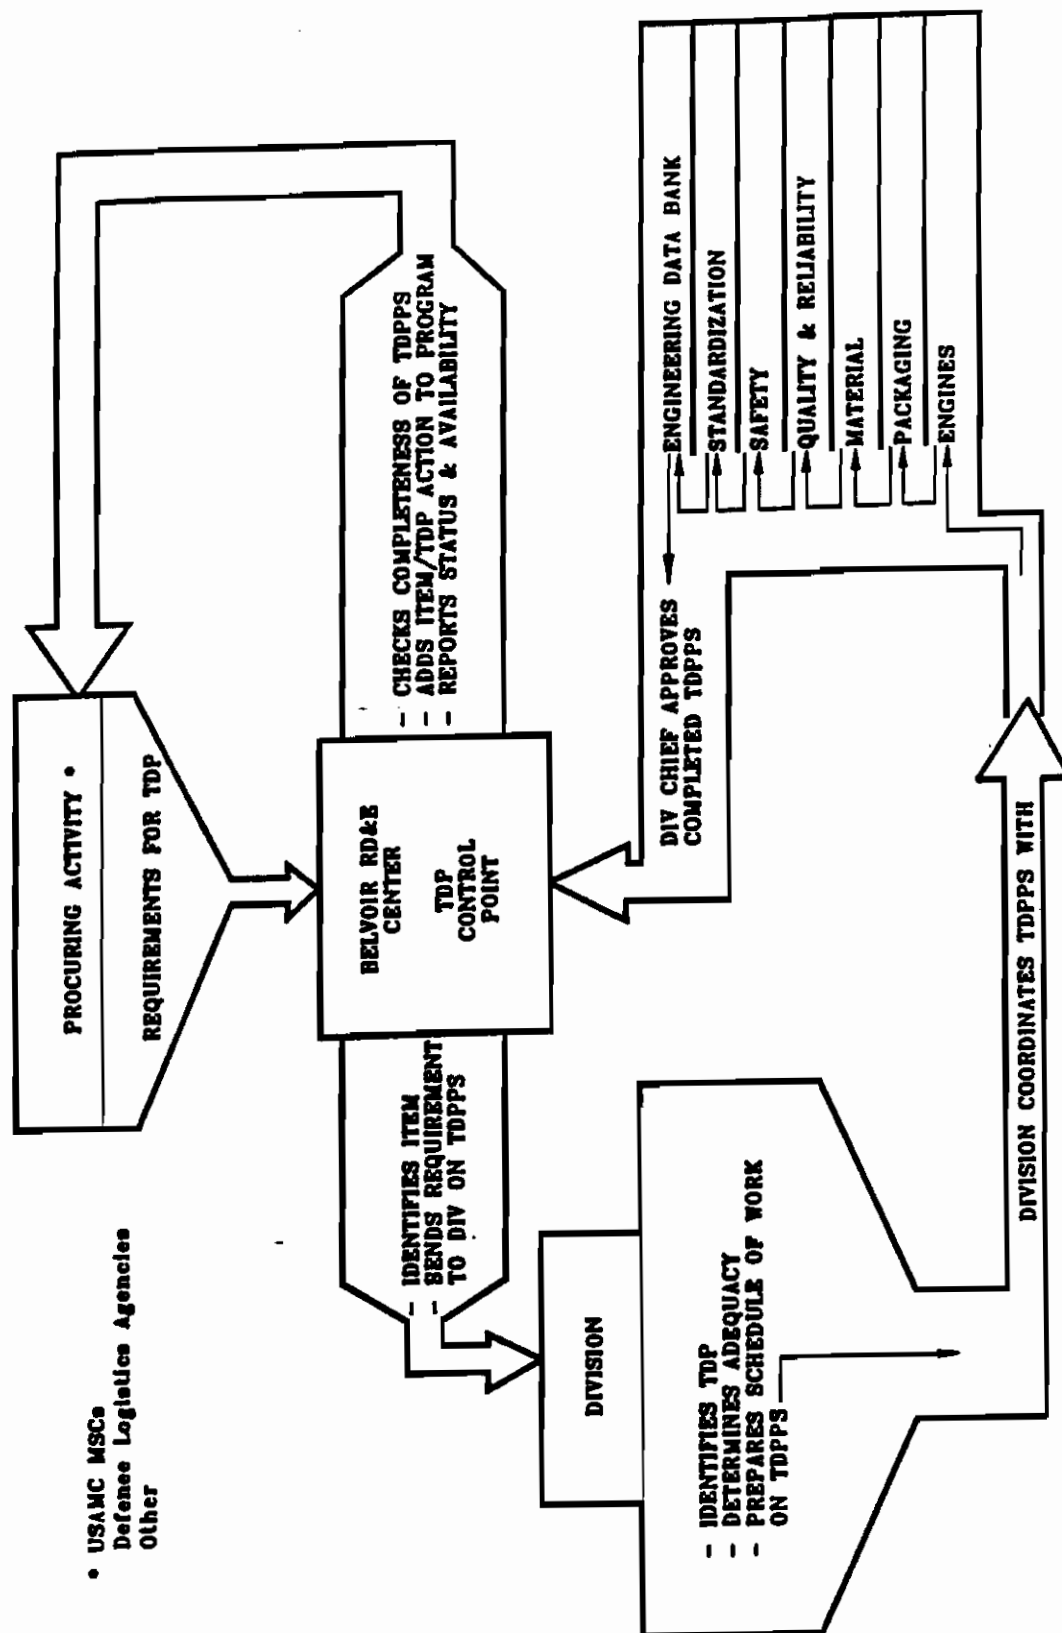 PROCURING ACTIVITY •
REQUIREMENTS FOR TDP
• USAMC MSCs
Defense Logistics Agencies
Other
BELVOIR RD&E
CENTER
TDP
CONTROL
POINT
- IDENTIFIES ITEM
- SENDS REQUIREMENT
TO DIV ON TDPPS
- CHECKS COMPLETENESS OF TDPPS
- ADDS ITEM/TDP ACTION TO PROGRAM
- REPORTS STATUS & AVAILABILITY
DIVISION
- IDENTIFIES TDP
- DETERMINES ADEQUACY
- PREPARES SCHEDULE OF WORK
ON TDPPS
DIVISION COORDINATES TDPPS WITH
DIV CHIEF APPROVES
COMPLETED TDPPS
ENGINEERING DATA BANK
STANDARDIZATION
SAFETY
QUALITY & RELIABILITY
MATERIAL
PACKAGING
ENGINES